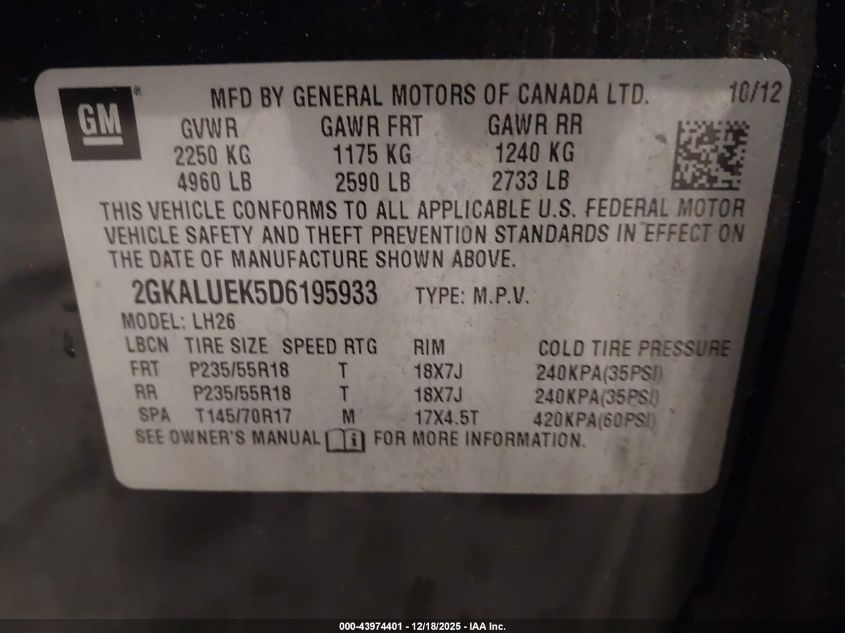 GM® MFD BY GENERAL MOTORS OF CANADA LTD. 10/12
GVWR GAWR FRT GAWR RR
2250 KG 1175 KG 1240 KG
4960 LB 2590 LB 2733 LB
THIS VEHICLE CONFORMS TO ALL APPLICABLE U.S. FEDERAL MOTOR
VEHICLE SAFETY AND THEFT PREVENTION STANDARDS IN EFFECT ON
THE DATE OF MANUFACTURE SHOWN ABOVE.
2GKALUEK5D6195933 TYPE: M.P.V.
MODEL: LH26
LBCN TIRE SIZE SPEED RTG RIM COLD TIRE PRESSURE
FRT P235/55R18 T 18X7J 240KPA(35PSI)
RR P235/55R18 T 18X7J 240KPA(35PSI)
SPA T145/70R17 M 17X4.5T 420KPA(60PSI)
SEE OWNER'S MANUAL i FOR MORE INFORMATION.
000-43974401 - 12/18/2025 - IAA Inc.